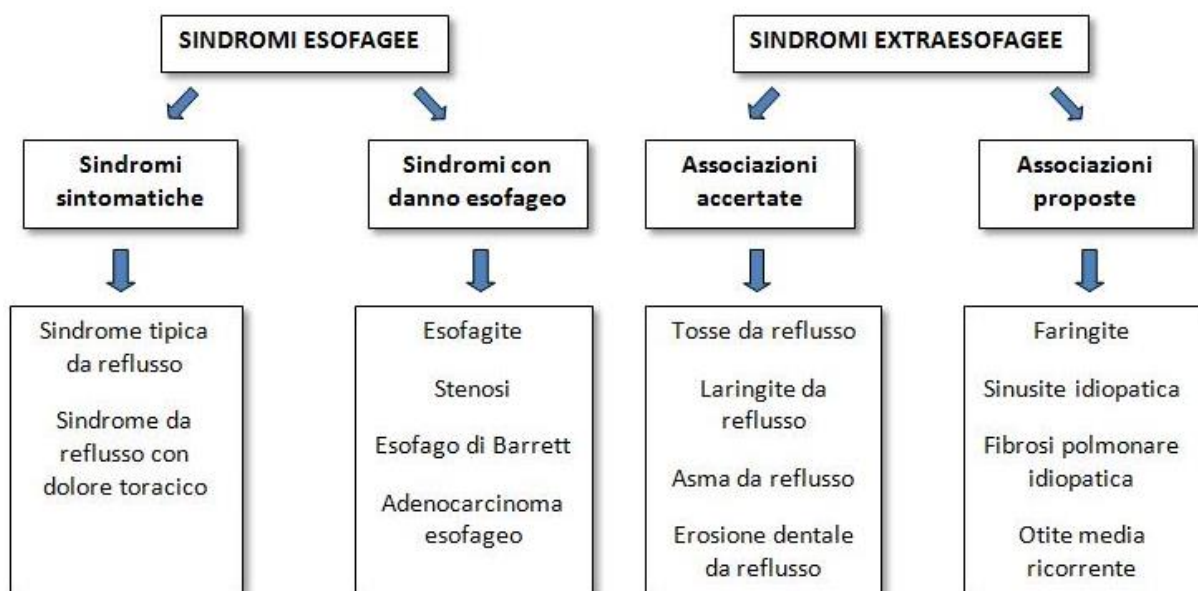 SINDROMI ESOFAGEE
SINDROMI EXTRAESOFAGEE
Sindromi
sintomatiche
Sindromi con
danno esofageo
Associazioni
accertate
Associazioni
proposte
Sindrome tipica
da reflusso
Sindrome da
reflusso con
dolore toracico
Esofagite
Stenosi
Esofago di Barrett
Adenocarcinoma
esofageo
Tosse da reflusso
Laringite da
reflusso
Asma da reflusso
Erosione dentale
da reflusso
Faringite
Sinusite idiopatica
Fibrosi polmonare
idiopatica
Otite media
ricorrente